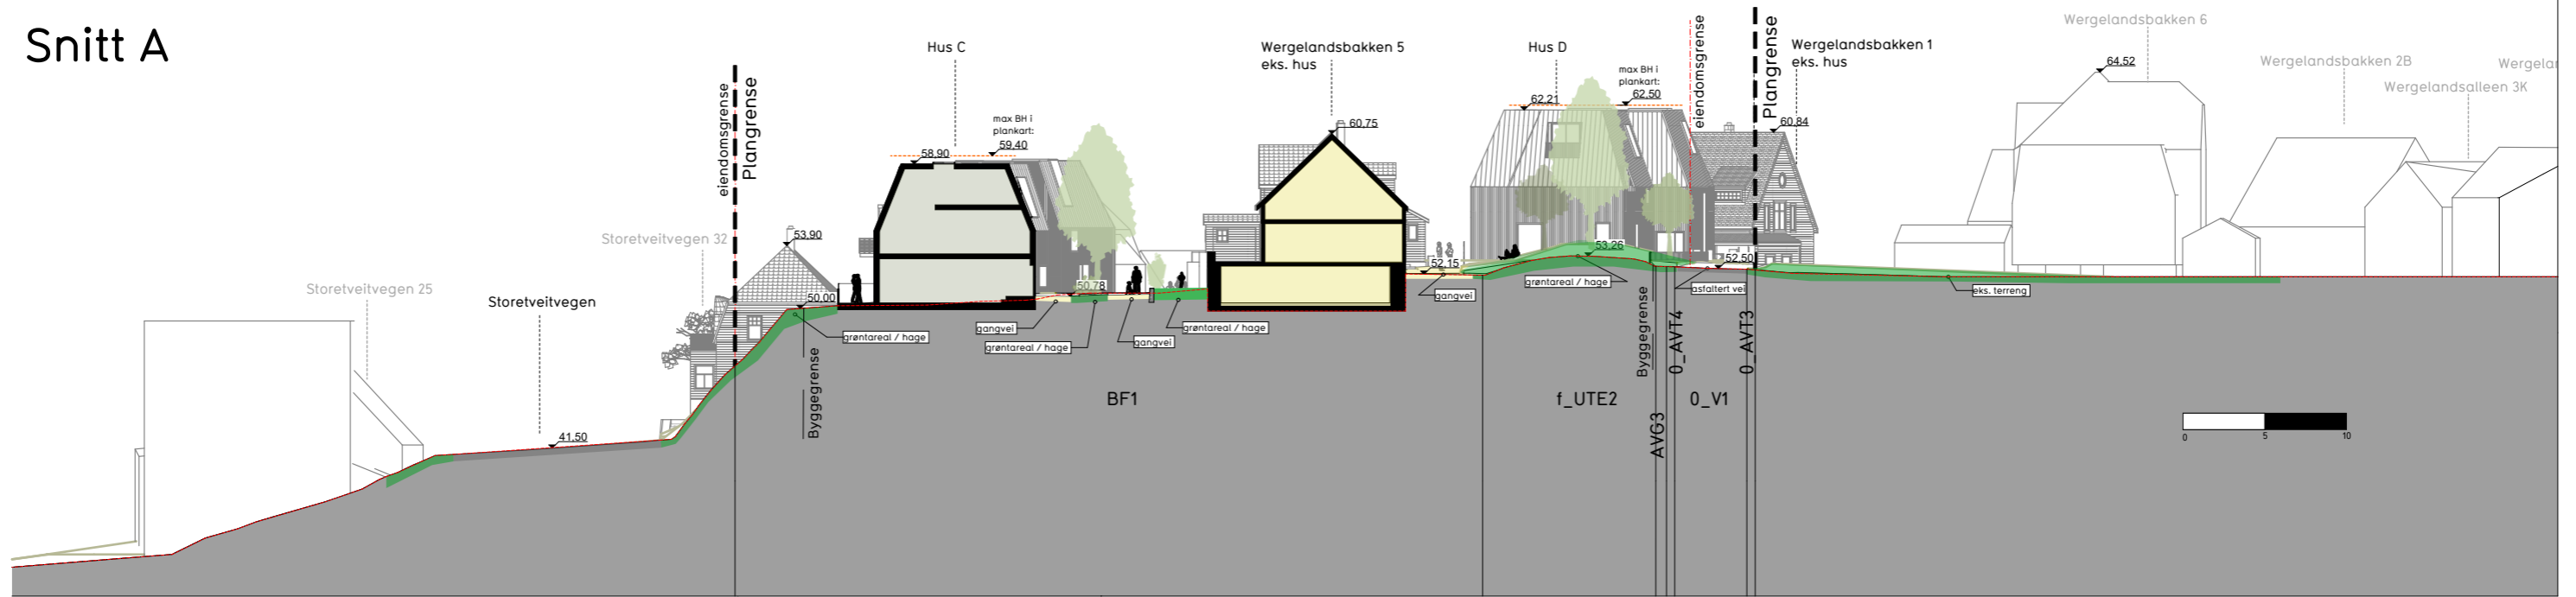 Snitt A
Storetveitvegen 25
Storetveitvegen
41,50
Storetveitvegen 32
eiendomsgrense
Plangrense
53,90
50,00
Byggegrense
grøntareal / hage
Hus C
58,90
max BH i
plankart:
59,40
50,78
gangvei
grøntareal / hage
gangvei
grøntareal / hage
BF1
Wergelandsbakken 5
eks. hus
60,75
52,15
gangvei
Hus D
62,21
max BH i
plankart:
62,50
53,26
grøntareal / hage
f_UTE2
Byggegrense
AVG3
0_AVT4
0_V1
0_AVT3
asfaltert vei
52,50
eiendomsgrense
Plangrense
Wergelandsbakken 1
eks. hus
60,84
eks. terreng
Wergelandsbakken 6
64,52
Wergelandsbakken 2B
Wergelandsalleen 3K
0
5
10